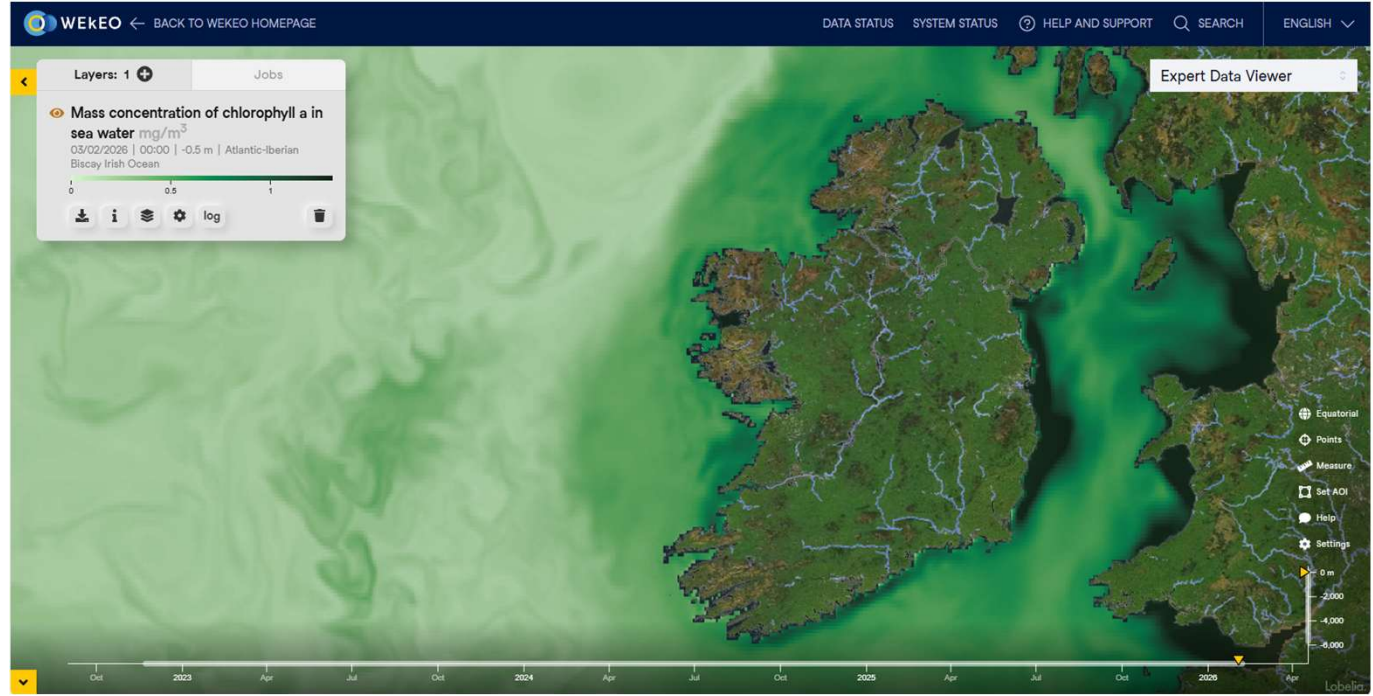 WEkEO ← BACK TO WEKEO HOMEPAGE DATA STATUS SYSTEM STATUS ? HELP AND SUPPORT SEARCH ENGLISH
Layers: 1 Jobs
Expert Data Viewer
Mass concentration of chlorophyll a in
sea water mg/m³
03/02/2026 | 00:00 | -0.5 m | Atlantic-Iberian
Biscay Irish Ocean
0 0.5 1
i log
Equatorial
Points
Measure
Set AOI
Help
Settings
0 m
-2,000
-4,000
-6,000
Oct 2023 Apr Jul Oct 2024 Apr Jul Oct 2025 Apr Jul Oct 2026 Apr
Lobelia.